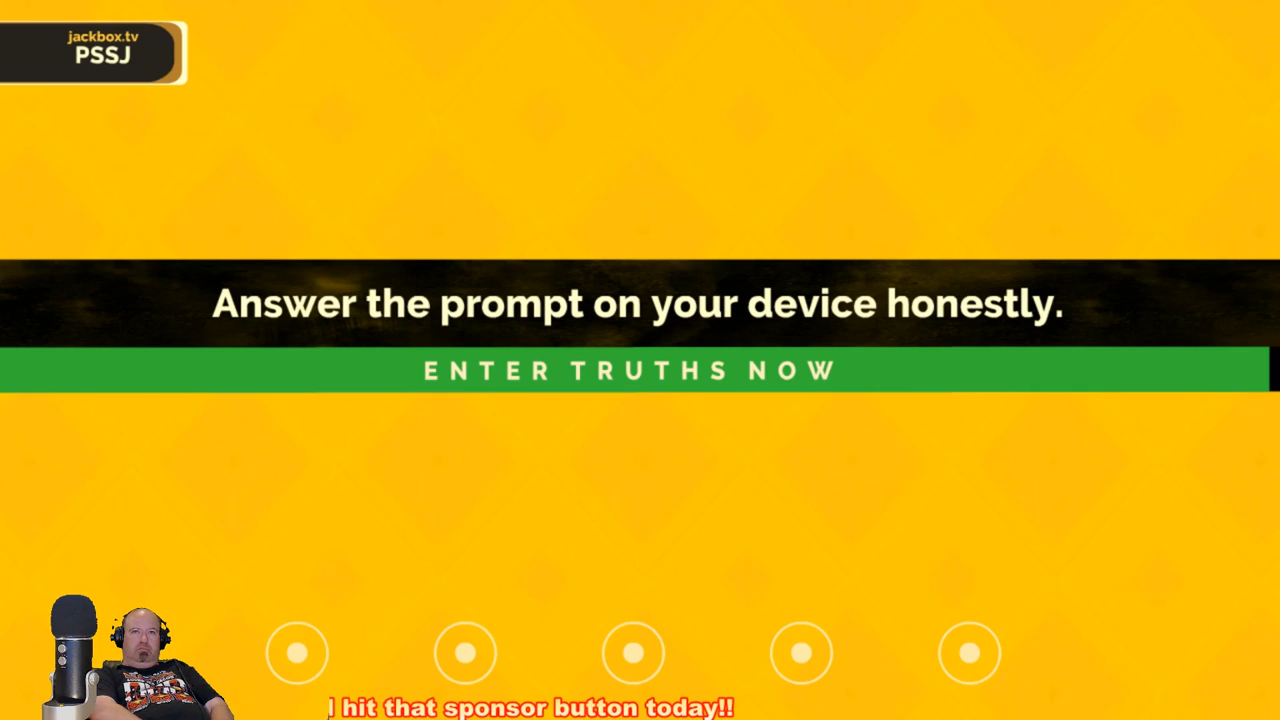 jackbox.tv
PSSJ
Answer the prompt on your device honestly.
ENTER TRUTHS NOW
hit that sponsor button today!!